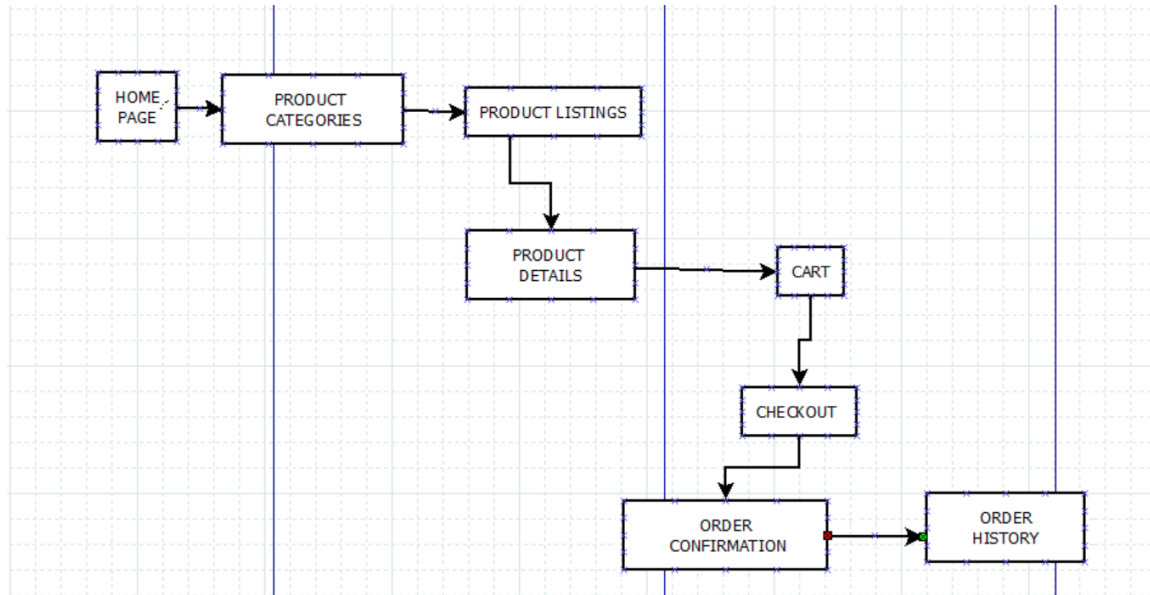 HOME
PAGE
PRODUCT
CATEGORIES
PRODUCT LISTINGS
PRODUCT
DETAILS
CART
CHECKOUT
ORDER
CONFIRMATION
ORDER
HISTORY